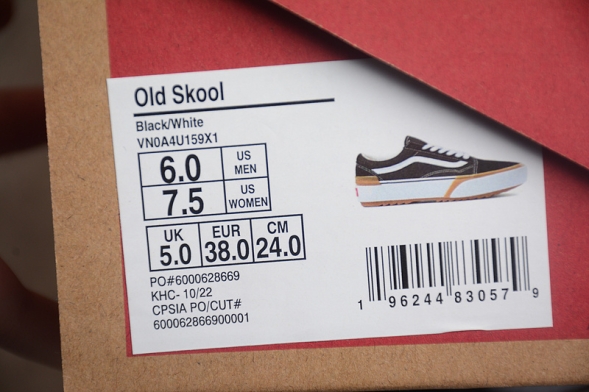 Old Skool
Black/White
VN0A4U159X1
6.0 US MEN
7.5 US WOMEN
UK EUR CM
5.0 38.0 24.0
PO#6000628669
KHC- 10/22
CPSIA PO/CUT#
600062866900001
1 96244 83057 9